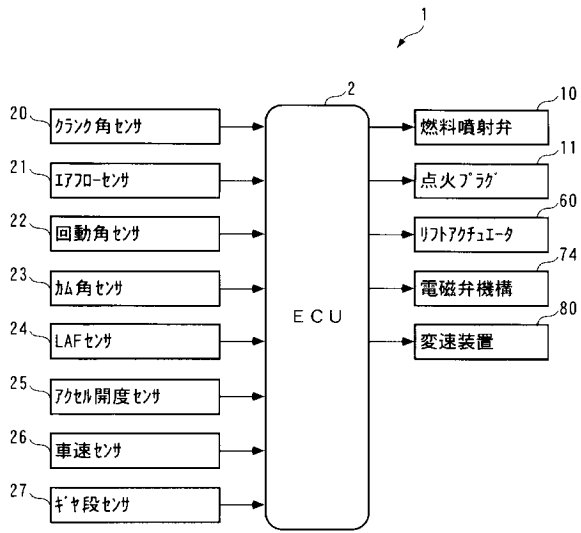 1
2
20
クランク角センサ
21
エアフローセンサ
22
回動角センサ
23
カム角センサ
24
LAFセンサ
25
アクセル開度センサ
26
車速センサ
27
ギヤ段センサ
ECU
10
燃料噴射弁
11
点火プラグ
60
リフトアクチュエータ
74
電磁弁機構
80
変速装置